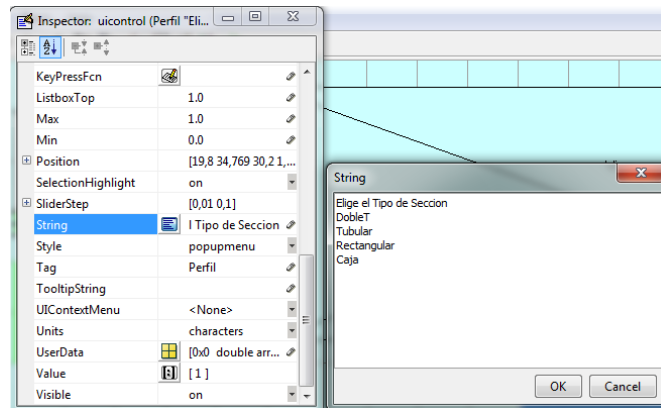 Inspector: uicontrol (Perfil "Eli...
KeyPressFcn
ListboxTop 1.0
Max 1.0
Min 0.0
Position [19,8 34,769 30,2 1,...
SelectionHighlight on
SliderStep [0,01 0,1]
String l Tipo de Seccion
Style popupmenu
Tag Perfil
TooltipString
UIContextMenu <None>
Units characters
UserData [0x0 double arr...
Value [1]
Visible on
String
Elige el Tipo de Seccion
DobleT
Tubular
Rectangular
Caja
OK Cancel